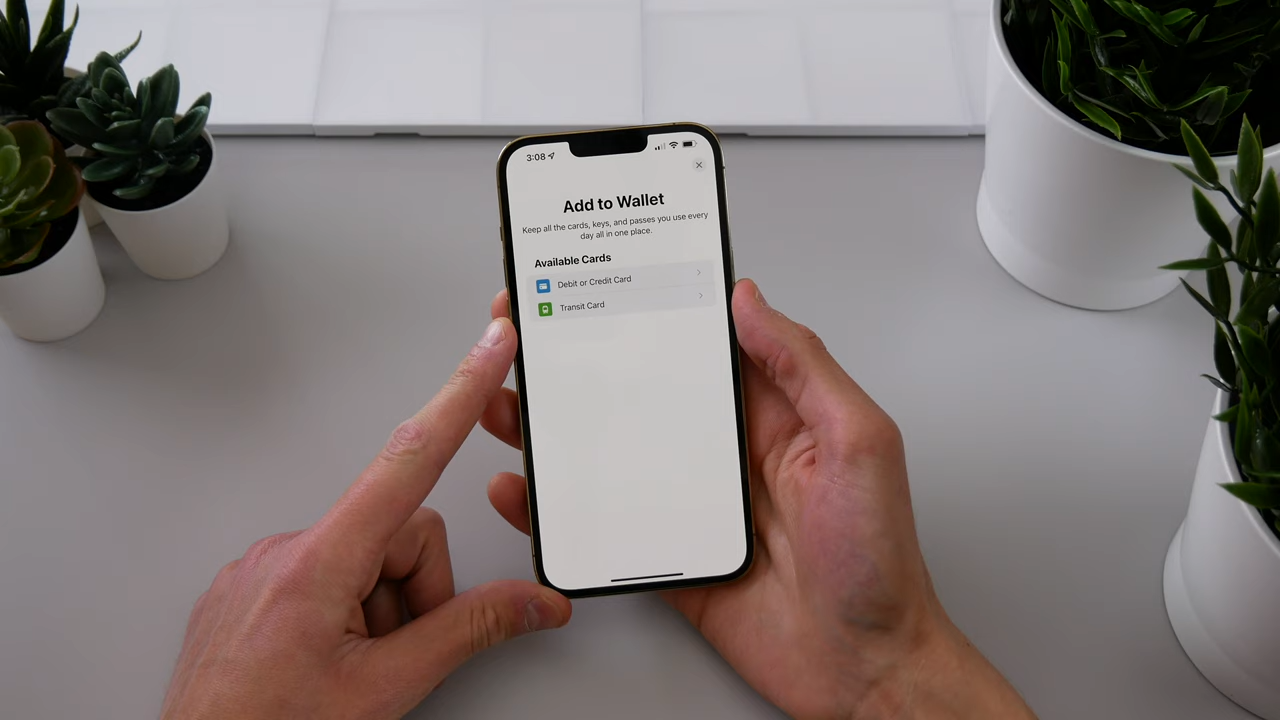 3:08
Add to Wallet
Keep all the cards, keys, and passes you use every
day all in one place.
Available Cards
Debit or Credit Card
Transit Card